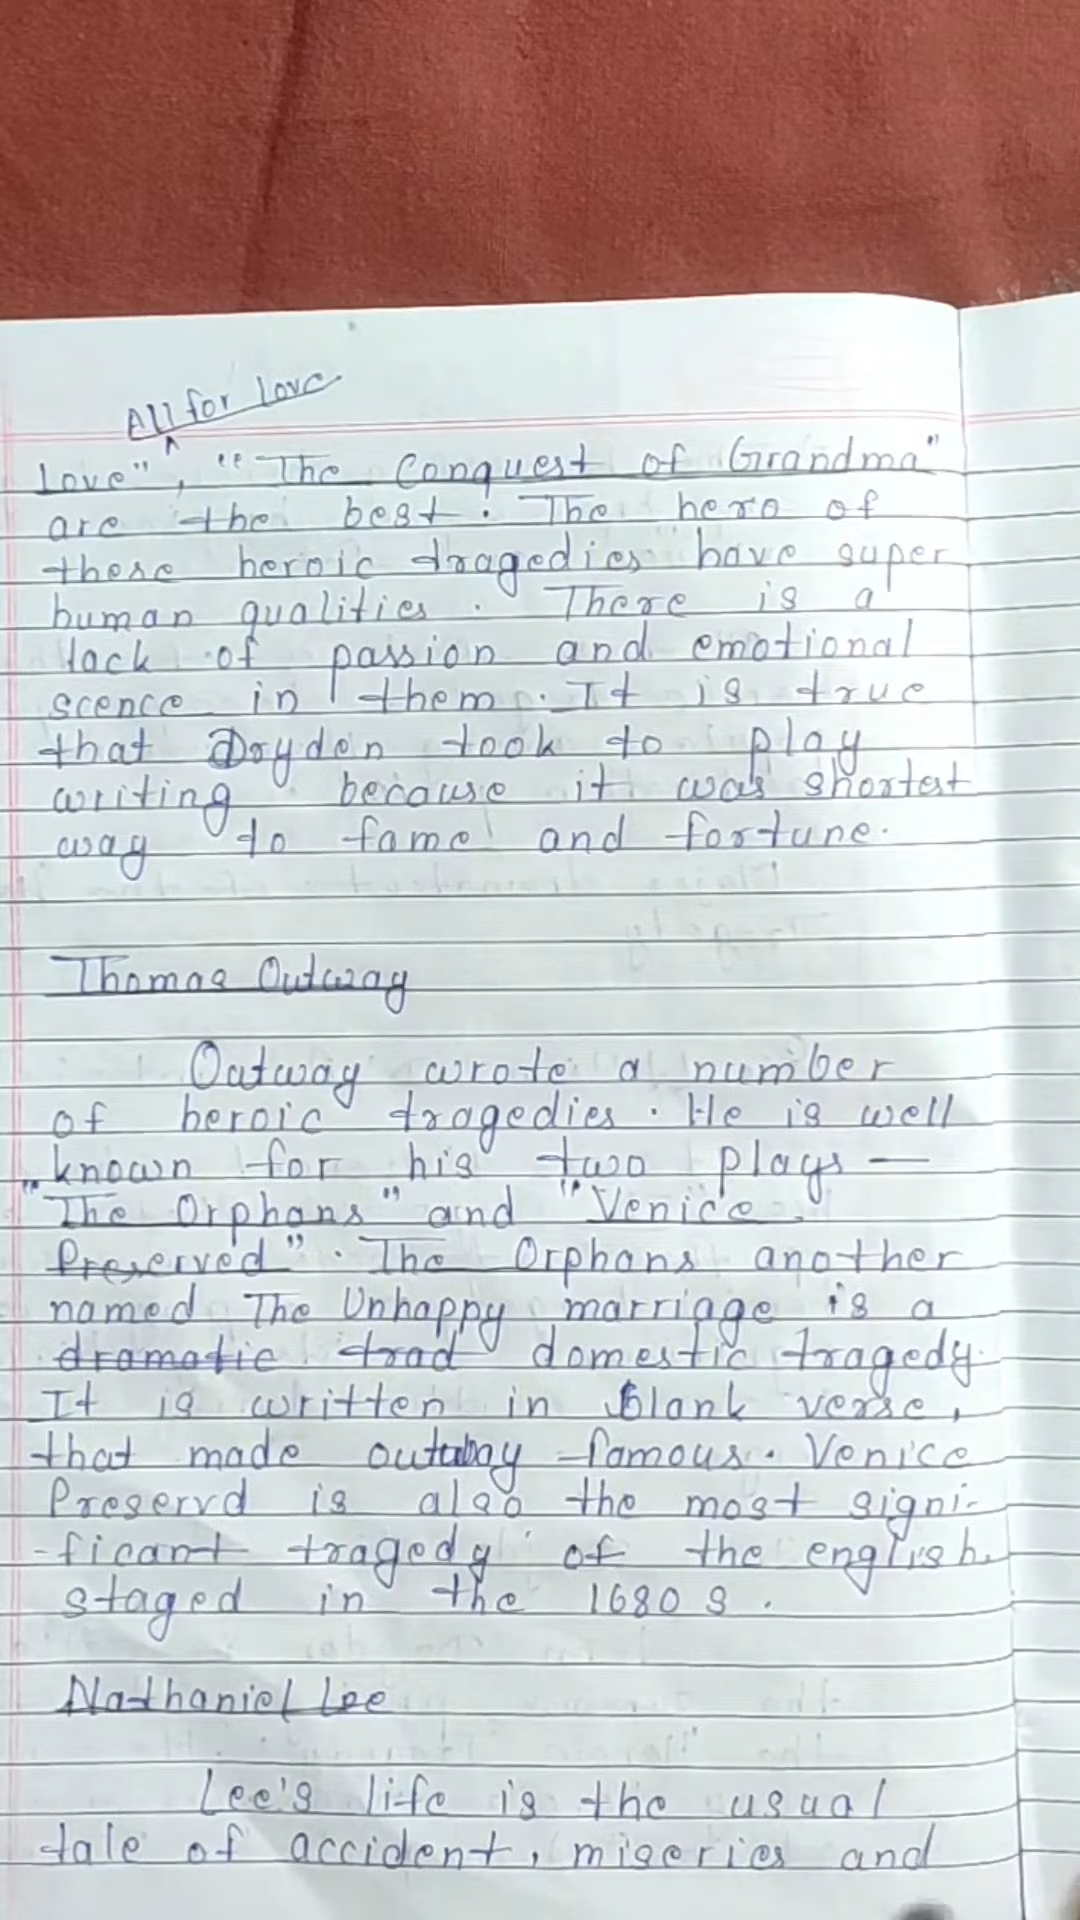 All for Love
Love", "The Conquest of Grandma"
are the best. The hero of
these heroic tragedies have super
human qualities. There is a
lack of passion and emotional
scence in them. It is true
that Dryden took to play
writing because it was shortest
way to fame and fortune.
Thomas Outway
Outway wrote a number
of heroic tragedies. He is well
known for his two plays —
"The Orphans" and "Venice
Preserved". The Orphans another
named The Unhappy marriage is a
dramatic trad domestic tragedy.
It is written in Blank verse,
that made outway famous. Venice
Preservd is also the most signi-
-ficant tragedy of the english
staged in the 1680s.
Nathaniel Lee
Lee's life is the usual
tale of accident, miseries and